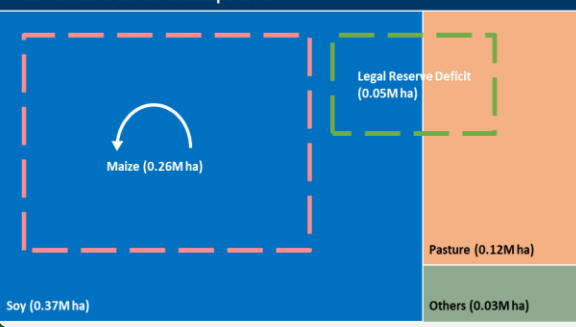 Legal Reserve Deficit
(0.05M ha)
Maize (0.26M ha)
Pasture (0.12M ha)
Soy (0.37M ha)
Others (0.03M ha)